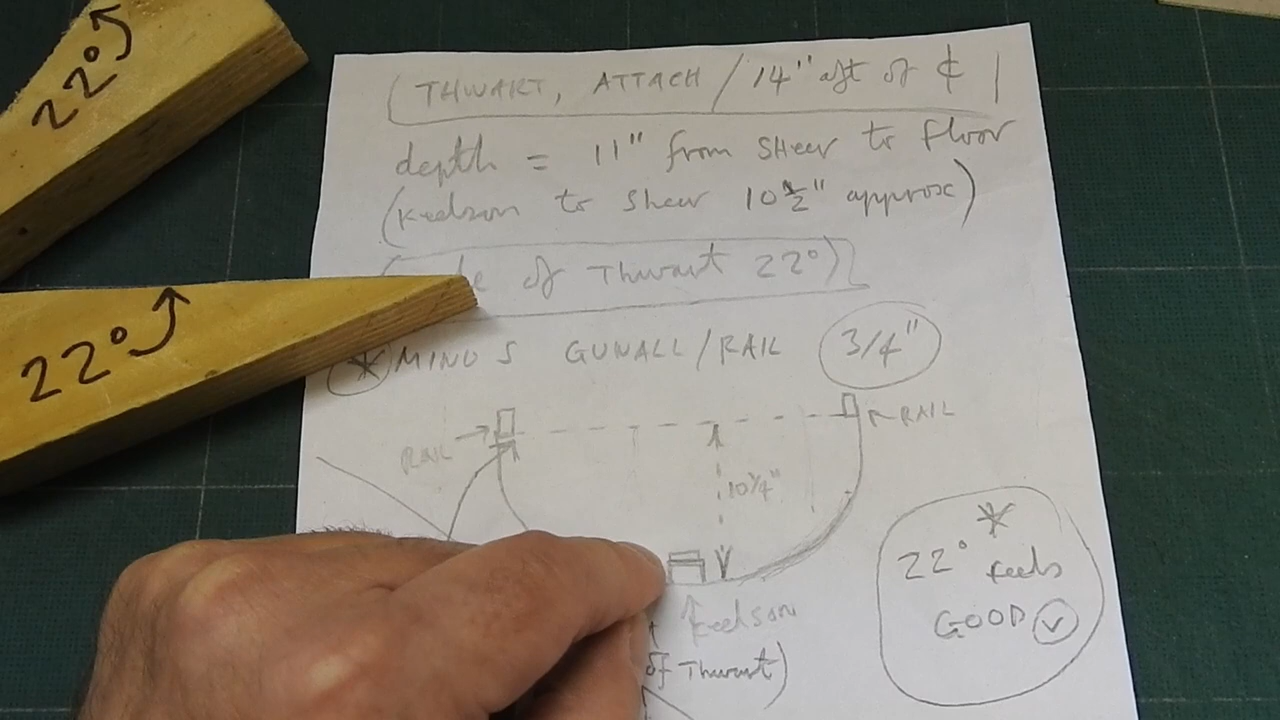 22°
22°
(THWART, ATTACH / 14" aft of ⅊ |
depth = 11" from SHEER to Floor
(Keelson to Sheer 10½" approx)
of Thwart 22°)
* MINUS GUNALL/RAIL 3/4"
RAIL
RAIL
10¼"
*
22° feels
GOOD ✓
Keelson
of Thwart)